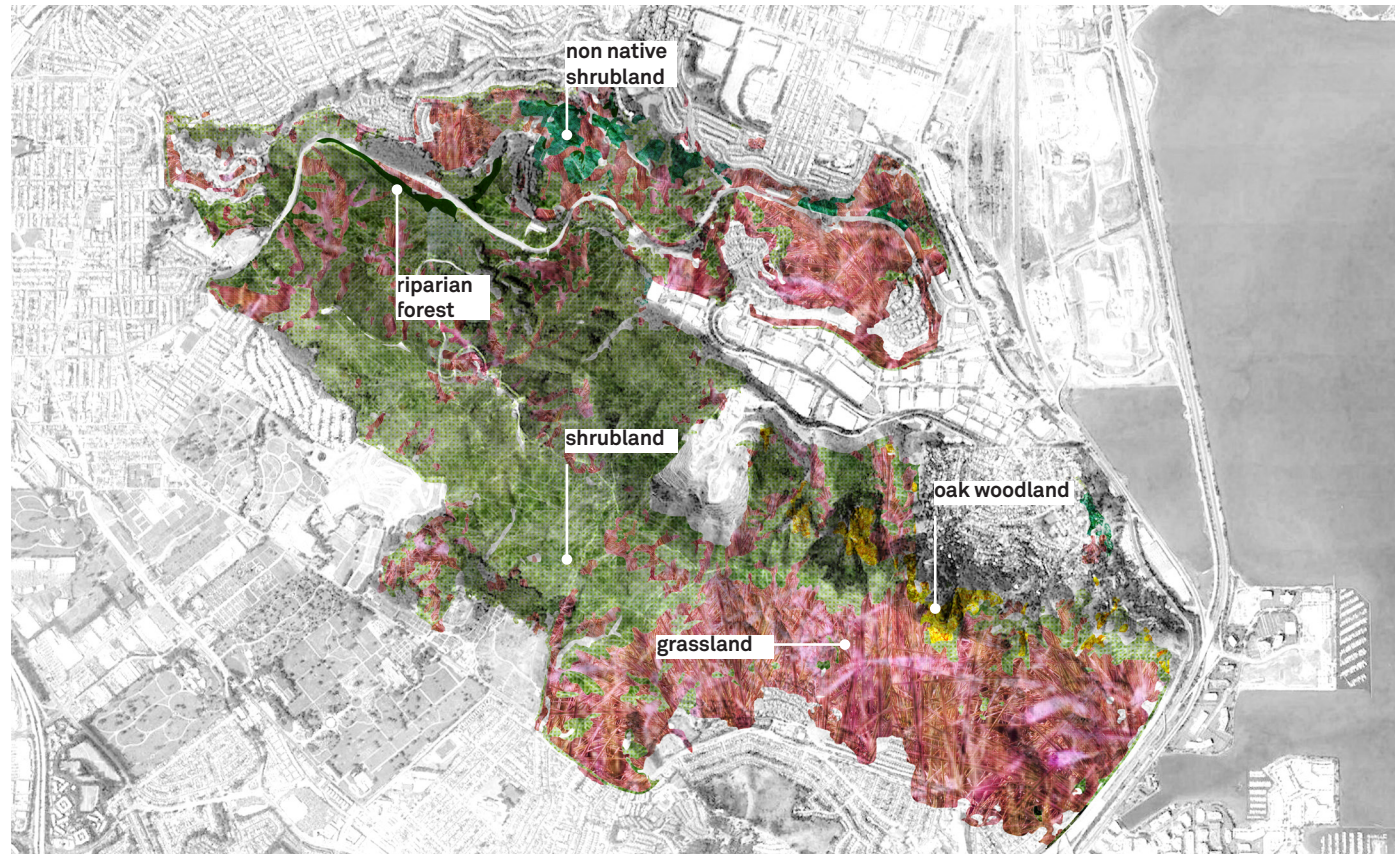 non native
shrubland
riparian
forest
shrubland
oak woodland
grassland